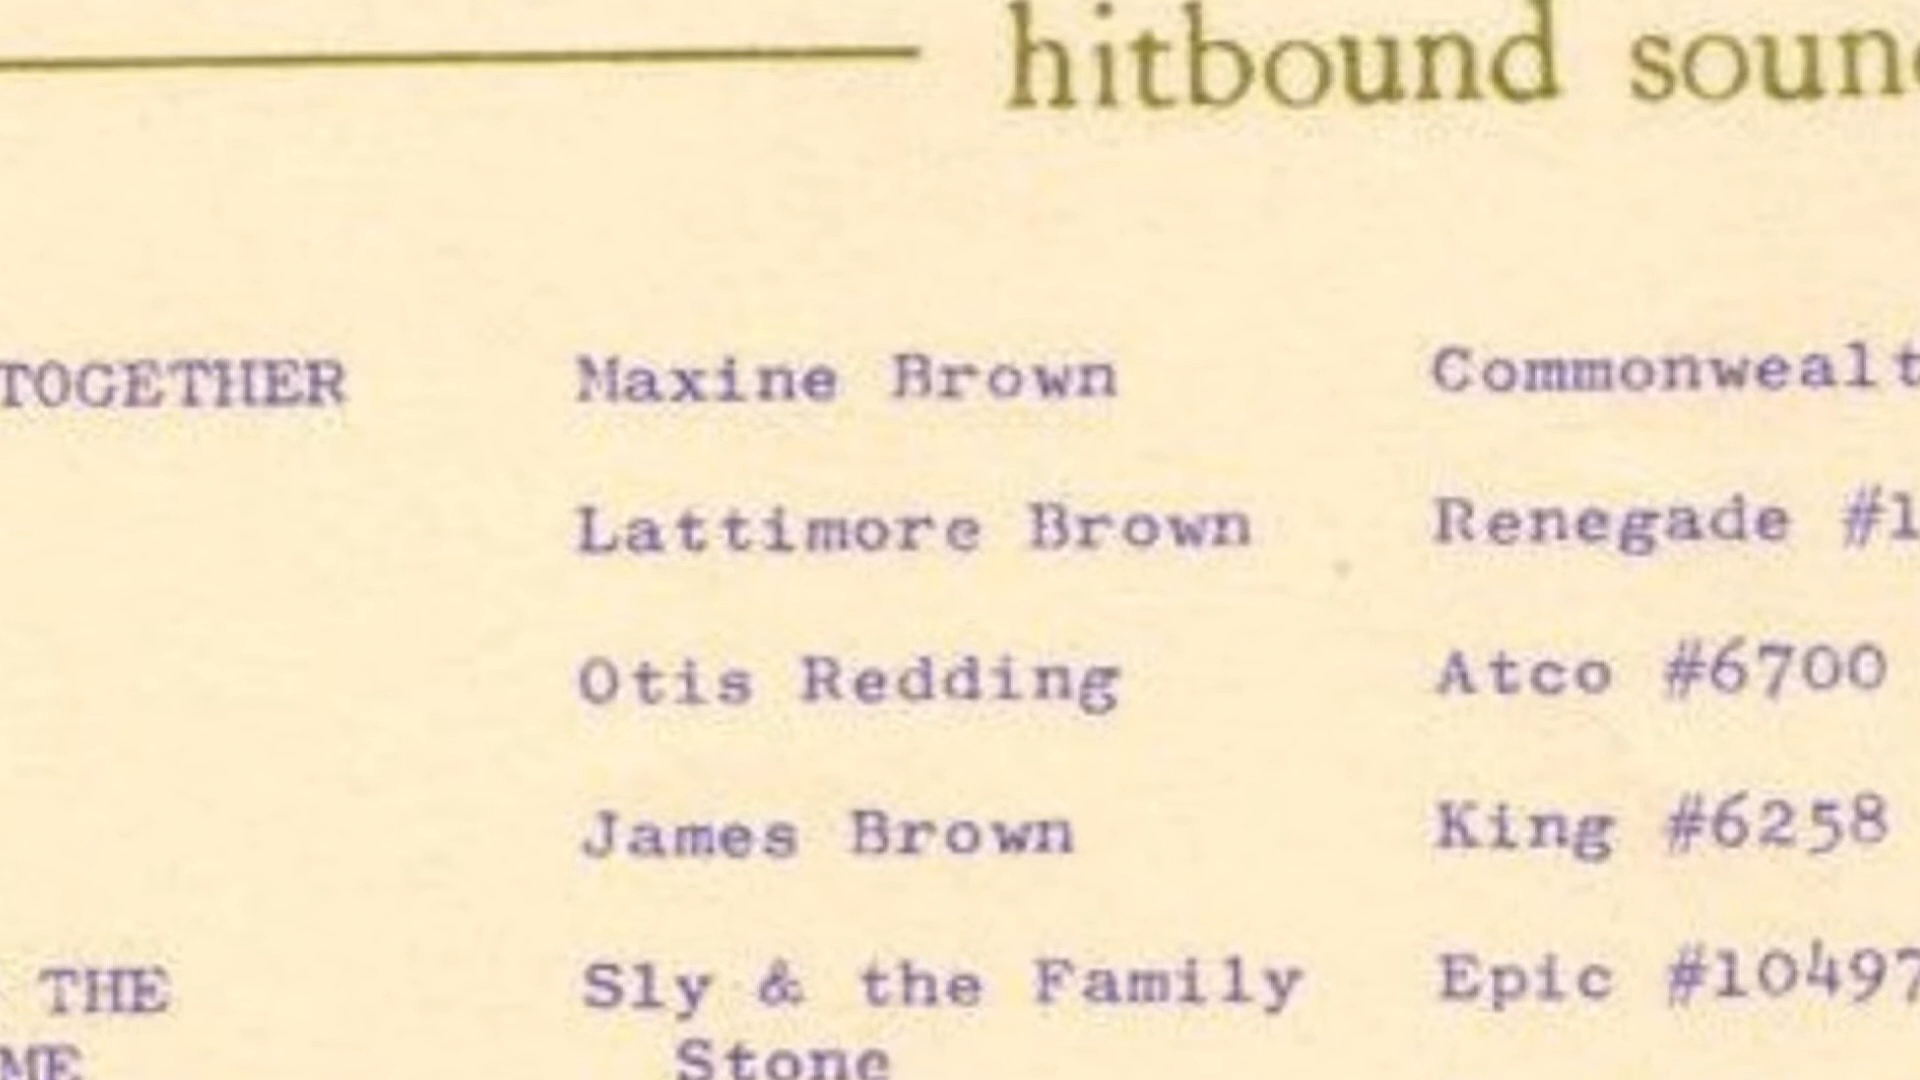 hitbound soun
TOGETHER Maxine Brown Commonwealt
Lattimore Brown Renegade #1
Otis Redding Atco #6700
James Brown King #6258
THE Sly & the Family Epic #10497
ME Stone